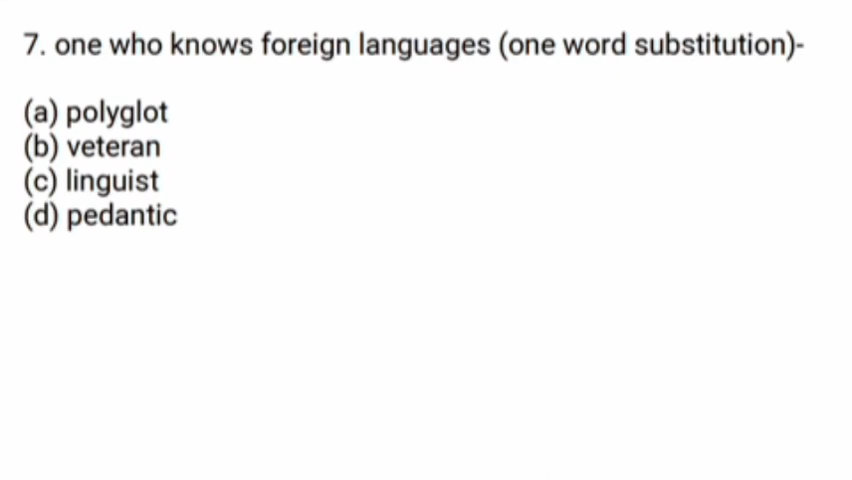 7. one who knows foreign languages (one word substitution)-
(a) polyglot
(b) veteran
(c) linguist
(d) pedantic